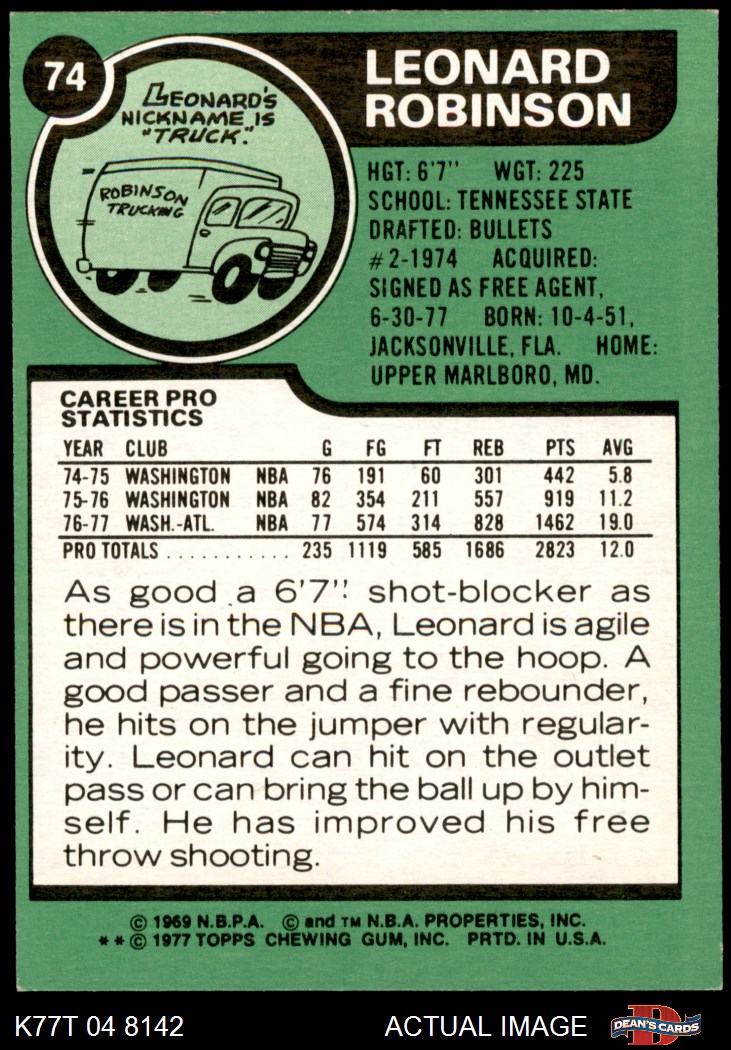 74
LEONARD'S
NICKNAME IS
"TRUCK."
ROBINSON
TRUCKING
LEONARD
ROBINSON
HGT: 6'7" WGT: 225
SCHOOL: TENNESSEE STATE
DRAFTED: BULLETS
#2-1974 ACQUIRED:
SIGNED AS FREE AGENT,
6-30-77 BORN: 10-4-51,
JACKSONVILLE, FLA. HOME:
UPPER MARLBORO, MD.
CAREER PRO
STATISTICS
YEAR CLUB G FG FT REB PTS AVG
74-75 WASHINGTON NBA 76 191 60 301 442 5.8
75-76 WASHINGTON NBA 82 354 211 557 919 11.2
76-77 WASH.-ATL. NBA 77 574 314 828 1462 19.0
PRO TOTALS . . . . . . . . . . . 235 1119 585 1686 2823 12.0
As good a 6'7" shot-blocker as
there is in the NBA, Leonard is agile
and powerful going to the hoop. A
good passer and a fine rebounder,
he hits on the jumper with regular-
ity. Leonard can hit on the outlet
pass or can bring the ball up by him-
self. He has improved his free
throw shooting.
© 1969 N.B.P.A. © and TM N.B.A. PROPERTIES, INC.
** © 1977 TOPPS CHEWING GUM, INC. PRTD. IN U.S.A.
K77T 04 8142 ACTUAL IMAGE D DEAN'S CARDS